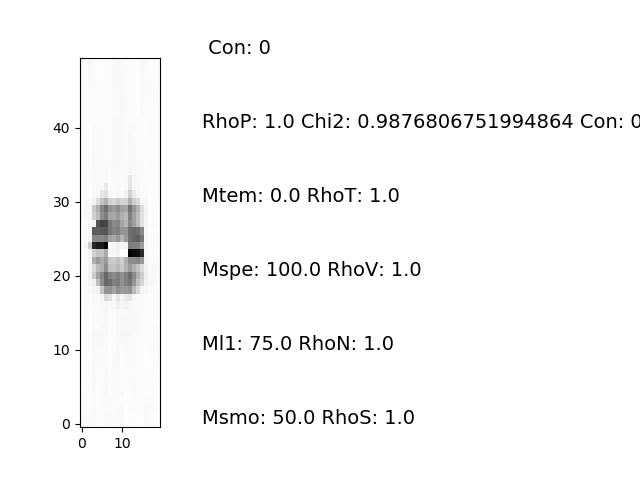 Con: 0
RhoP: 1.0 Chi2: 0.9876806751994864 Con: 0
Mtem: 0.0 RhoT: 1.0
Mspe: 100.0 RhoV: 1.0
Ml1: 75.0 RhoN: 1.0
Msmo: 50.0 RhoS: 1.0
40
30
20
10
0
0 10